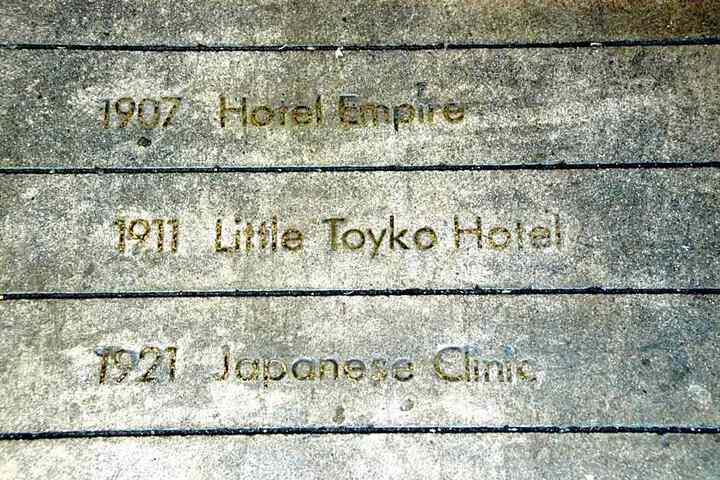 1907 Hotel Empire
1911 Little Toyko Hotel
1921 Japanese Clinic